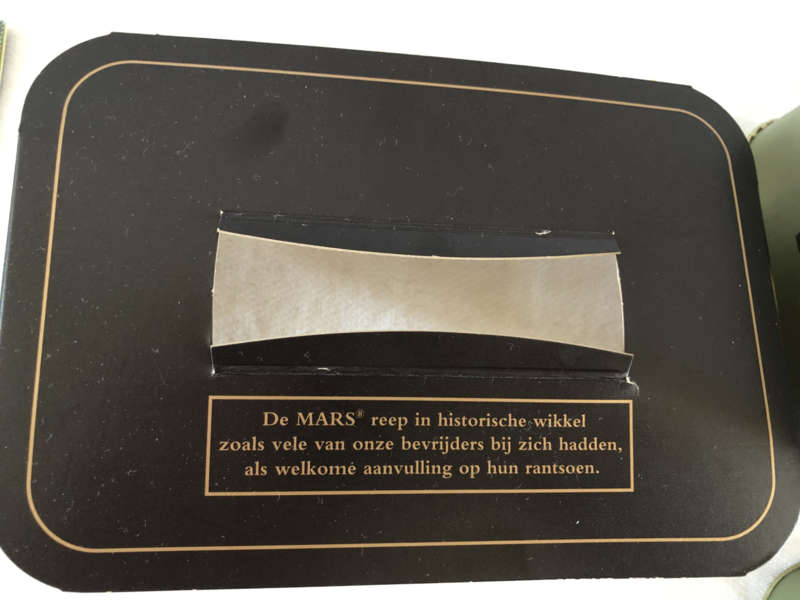 De MARS® reep in historische wikkel
zoals vele van onze bevrijders bij zich hadden,
als welkome aanvulling op hun rantsoen.